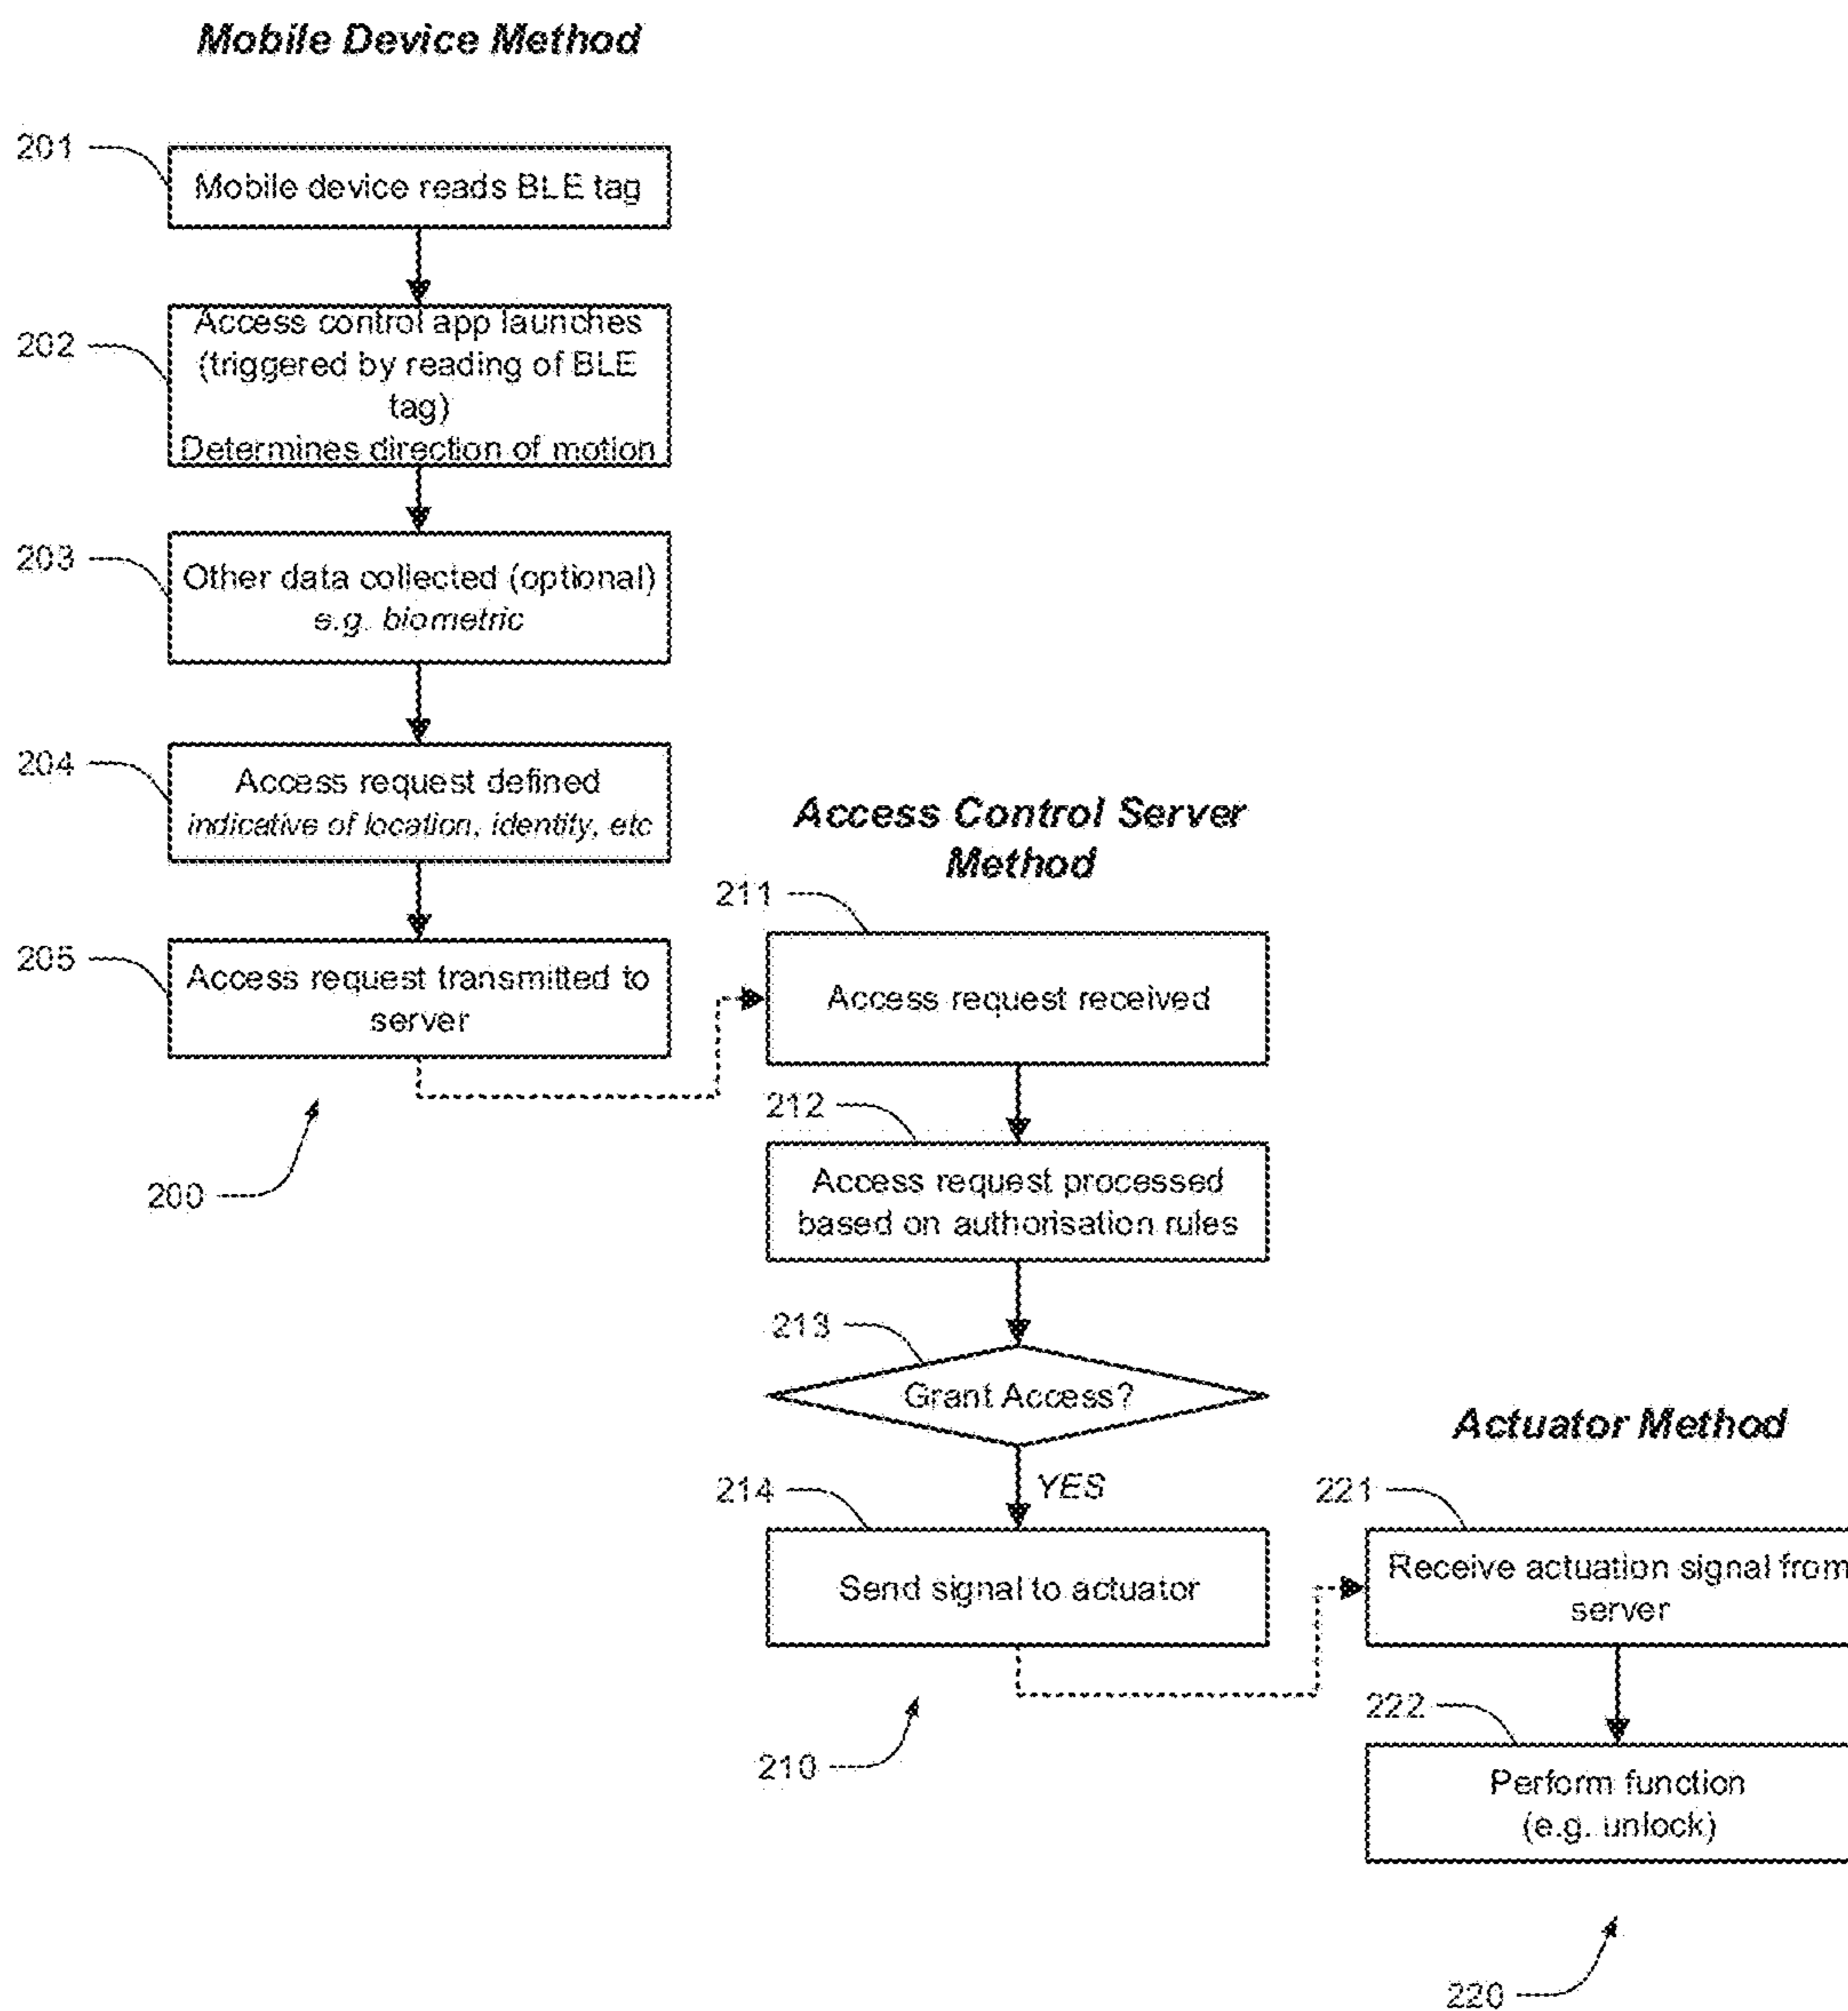 Mobile Device Method
201
Mobile device reads BLE tag
202
Access control app launches
(triggered by reading of BLE
tag)
Determines direction of motion
203
Other data collected (optional)
e.g. biometric
204
Access request defined
indicative of location, identity, etc
205
Access request transmitted to
server
200
Access Control Server
Method
211
Access request received
212
Access request processed
based on authorisation rules
213
Grant Access?
YES
214
Send signal to actuator
210
Actuator Method
221
Receive actuation signal from
server
222
Perform function
(e.g. unlock)
220